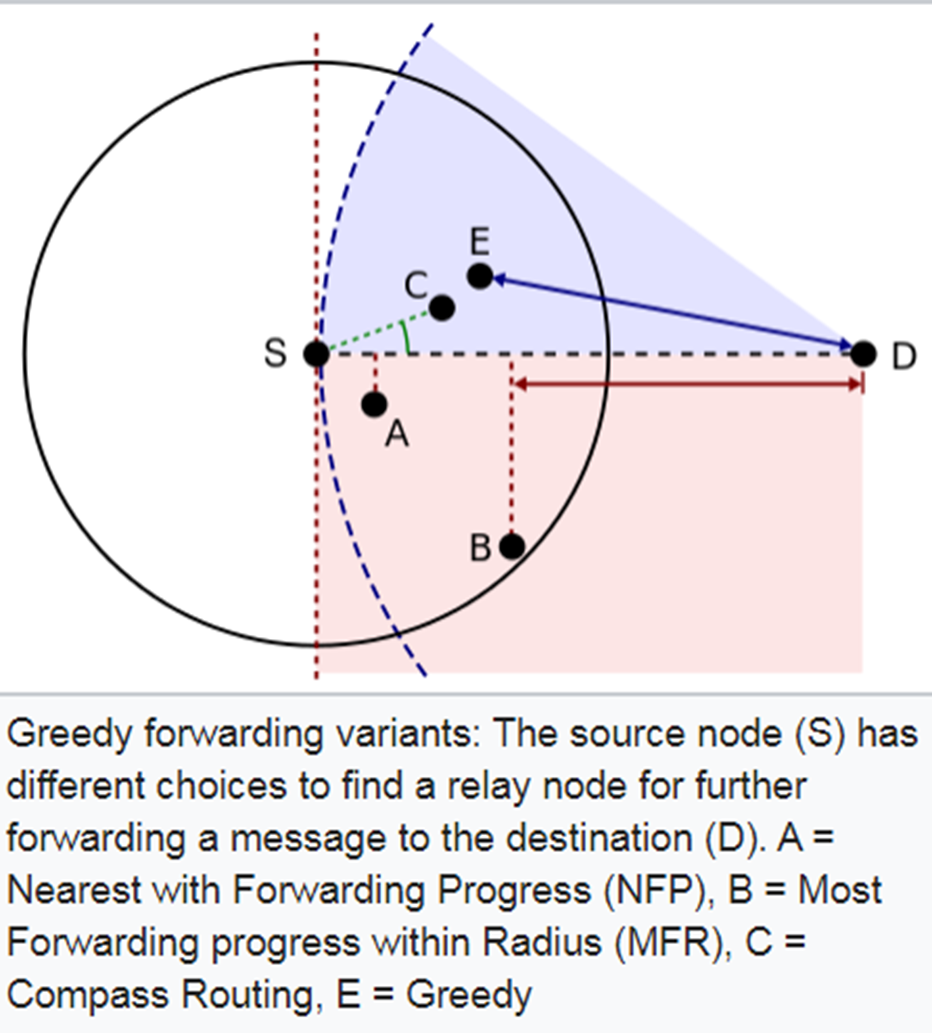 E
C
S
D
A
B
Greedy forwarding variants: The source node (S) has
different choices to find a relay node for further
forwarding a message to the destination (D). A =
Nearest with Forwarding Progress (NFP), B = Most
Forwarding progress within Radius (MFR), C =
Compass Routing, E = Greedy